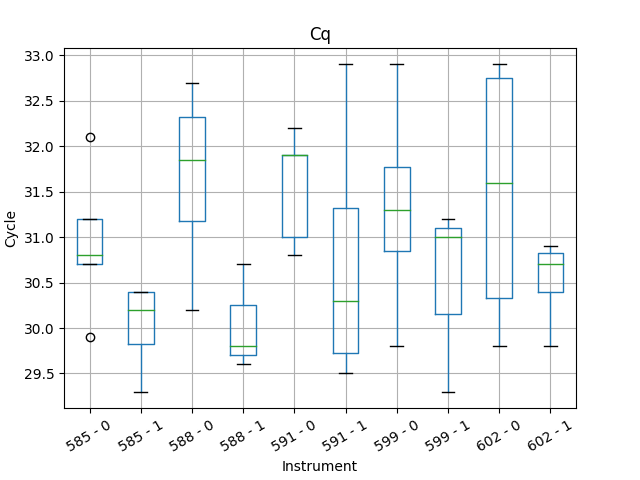 Cq
33.0
32.5
32.0
31.5
31.0
30.5
30.0
29.5
Cycle
585 - 0
585 - 1
588 - 0
588 - 1
591 - 0
591 - 1
599 - 0
599 - 1
602 - 0
602 - 1
Instrument